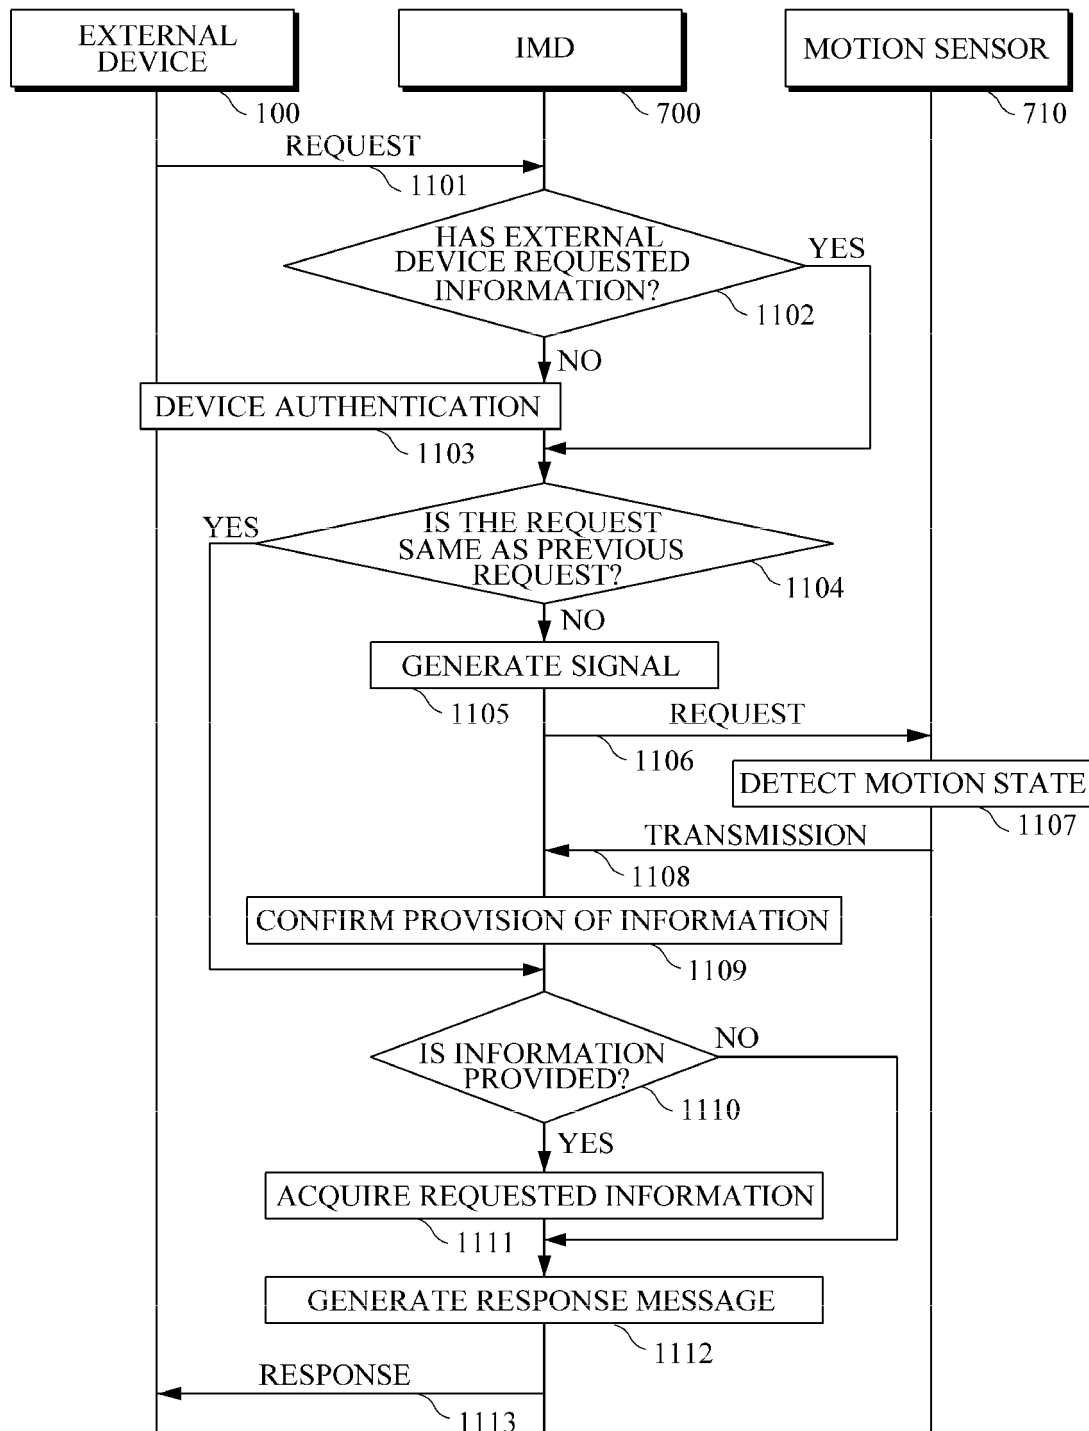 EXTERNAL
DEVICE
IMD
MOTION SENSOR
100
700
710
REQUEST
1101
HAS EXTERNAL
DEVICE REQUESTED
INFORMATION?
YES
1102
NO
DEVICE AUTHENTICATION
1103
YES
IS THE REQUEST
SAME AS PREVIOUS
REQUEST?
1104
NO
GENERATE SIGNAL
1105
REQUEST
1106
DETECT MOTION STATE
1107
TRANSMISSION
1108
CONFIRM PROVISION OF INFORMATION
1109
IS INFORMATION
PROVIDED?
NO
1110
YES
ACQUIRE REQUESTED INFORMATION
1111
GENERATE RESPONSE MESSAGE
1112
RESPONSE
1113